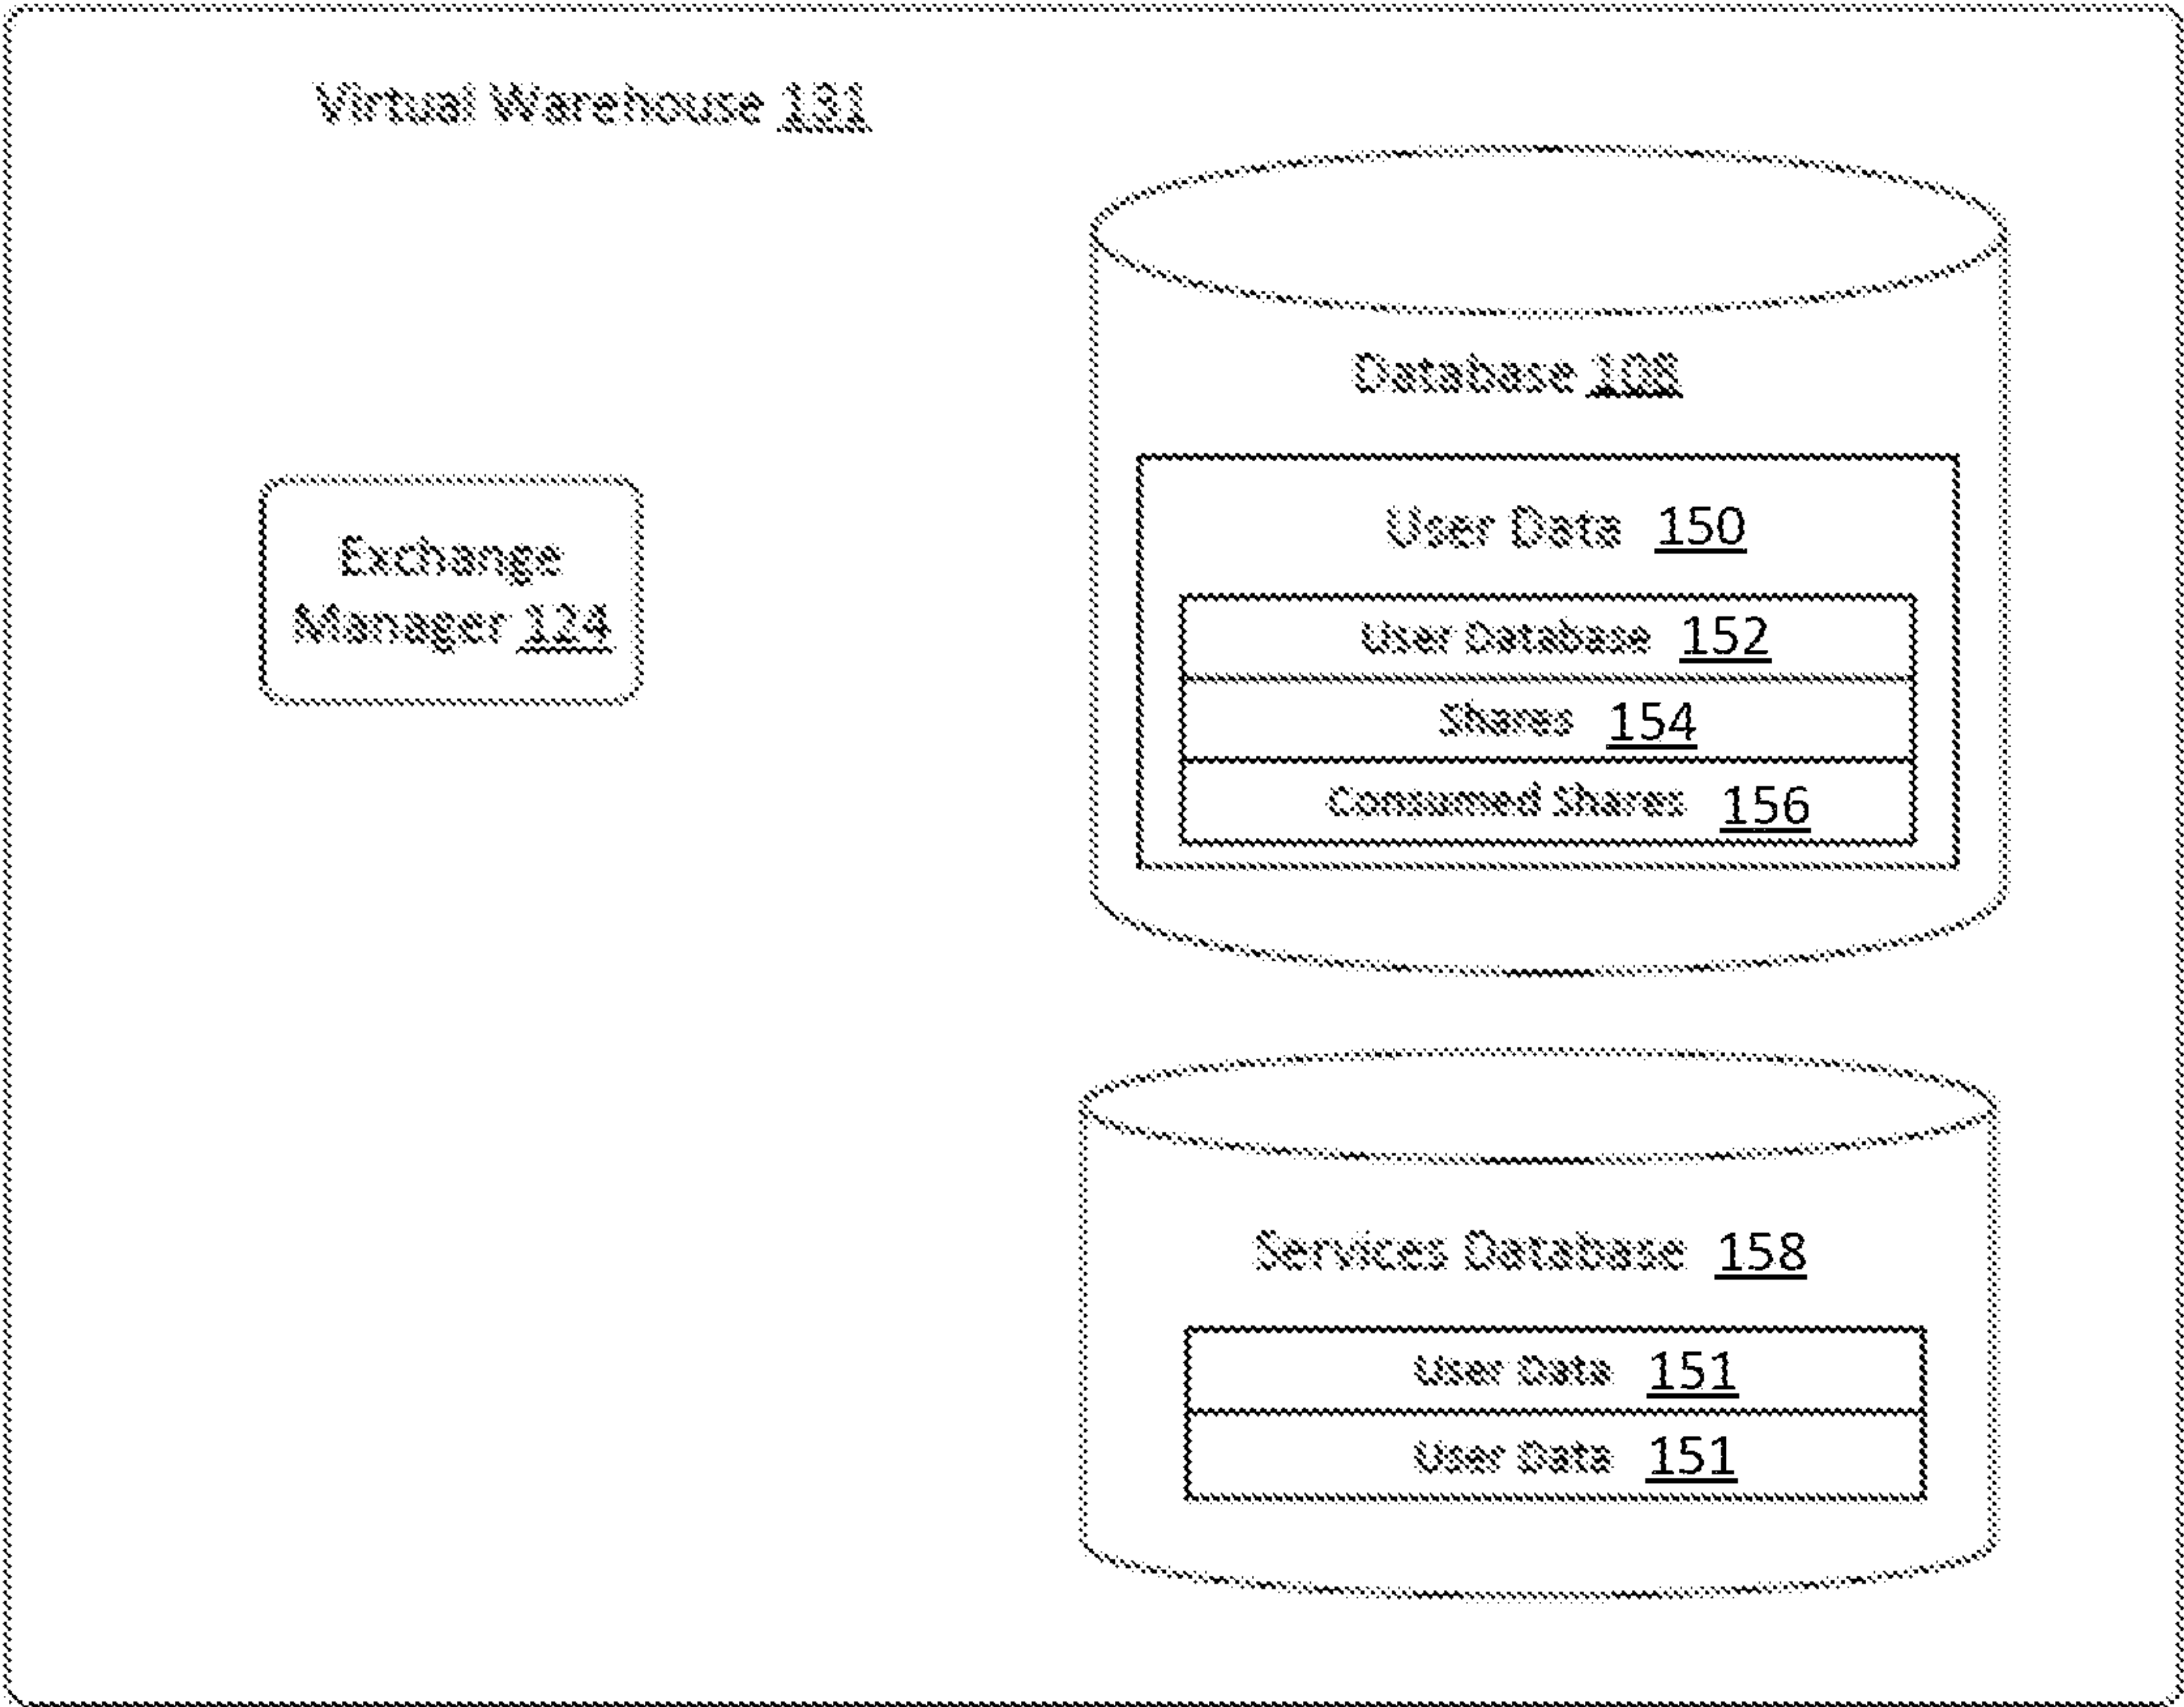 Virtual Warehouse 131
Database 108
Exchange
Manager 124
User Data 150
User Database 152
Shares 154
Consumed Shares 156
Services Database 158
User Data 151
User Data 151